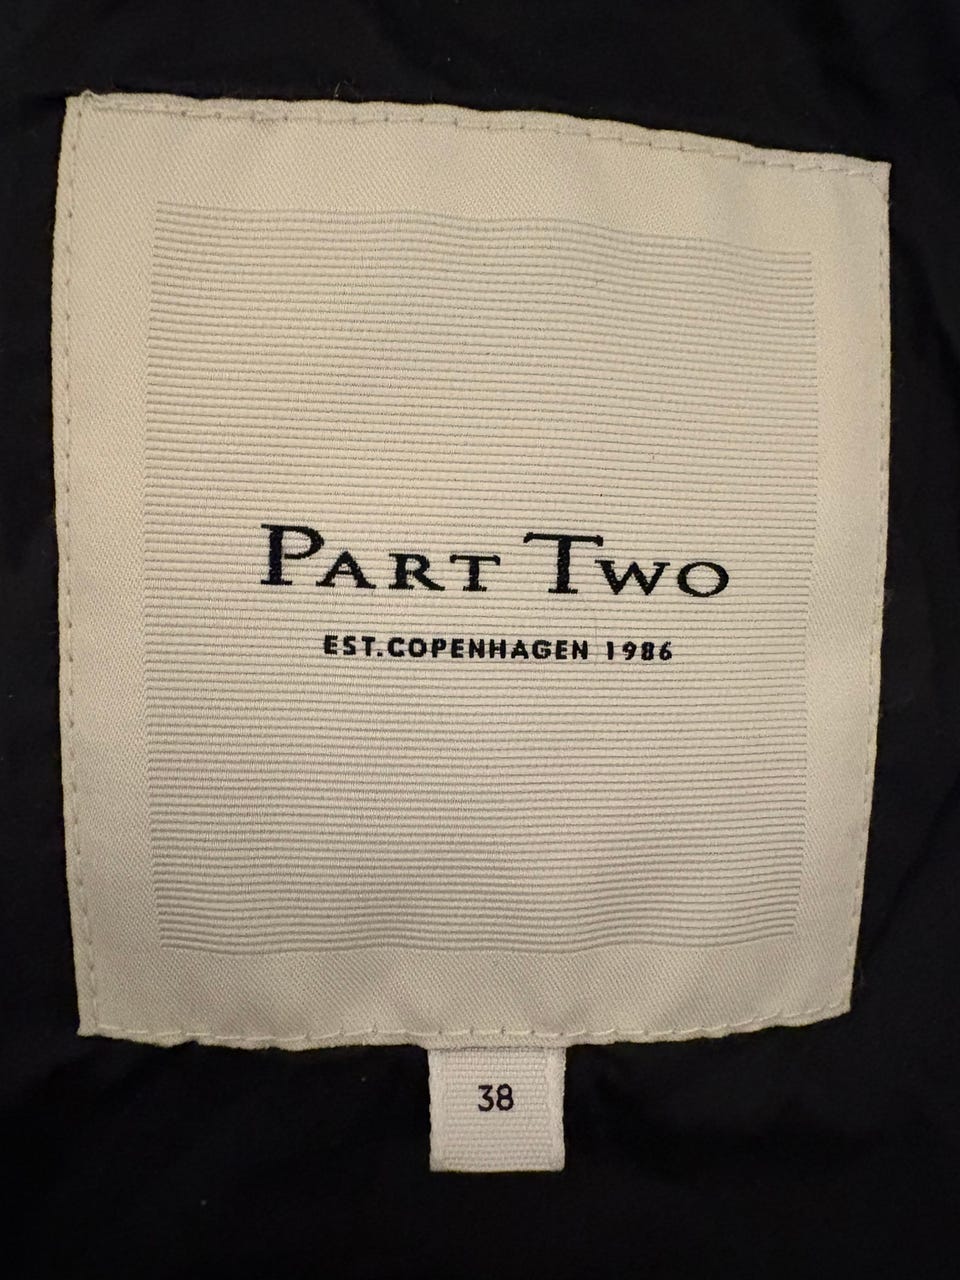 PART TWO
EST.COPENHAGEN 1986
38